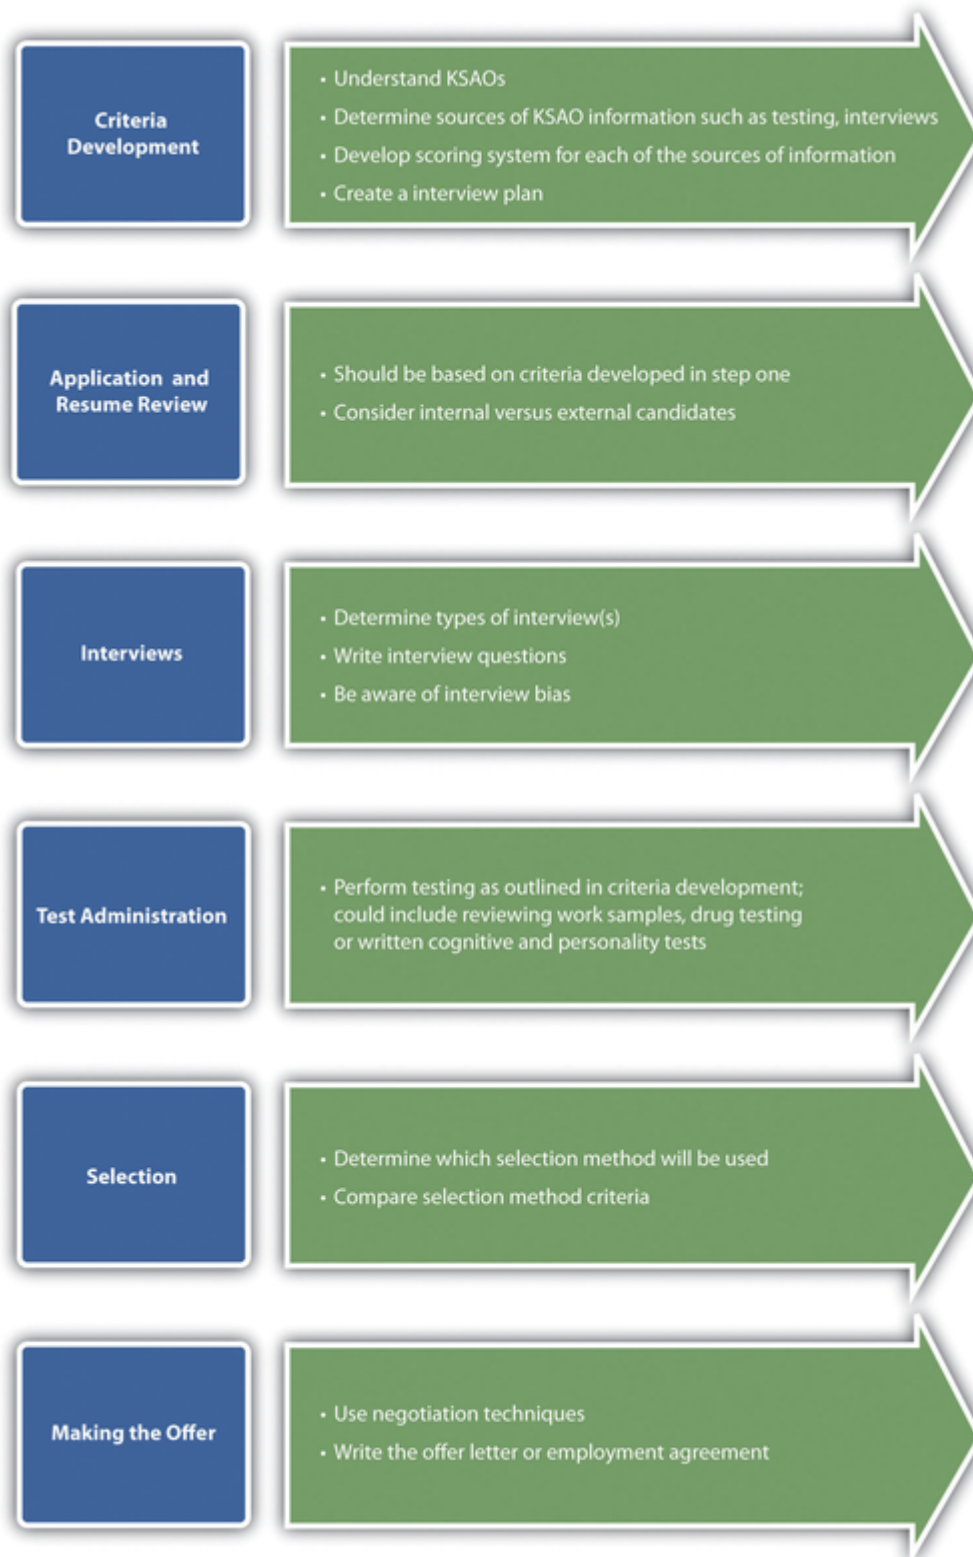 Criteria
Development
• Understand KSAOs
• Determine sources of KSAO information such as testing, interviews
• Develop scoring system for each of the sources of information
• Create a interview plan
Application and
Resume Review
• Should be based on criteria developed in step one
• Consider internal versus external candidates
Interviews
• Determine types of interview(s)
• Write interview questions
• Be aware of interview bias
Test Administration
• Perform testing as outlined in criteria development;
could include reviewing work samples, drug testing
or written cognitive and personality tests
Selection
• Determine which selection method will be used
• Compare selection method criteria
Making the Offer
• Use negotiation techniques
• Write the offer letter or employment agreement